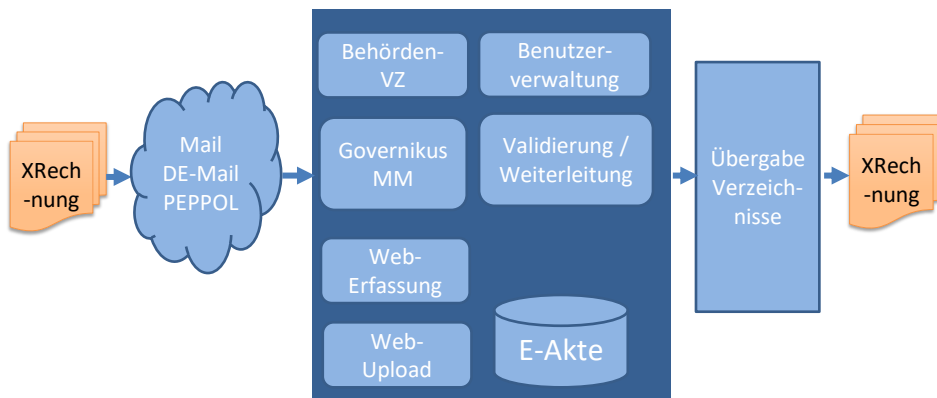 XRech
-nung
Mail
DE-Mail
PEPPOL
Behörden-
VZ
Benutzer-
verwaltung
Governikus
MM
Validierung /
Weiterleitung
Web-
Erfassung
Web-
Upload
E-Akte
Übergabe
Verzeich-
nisse
XRech
-nung